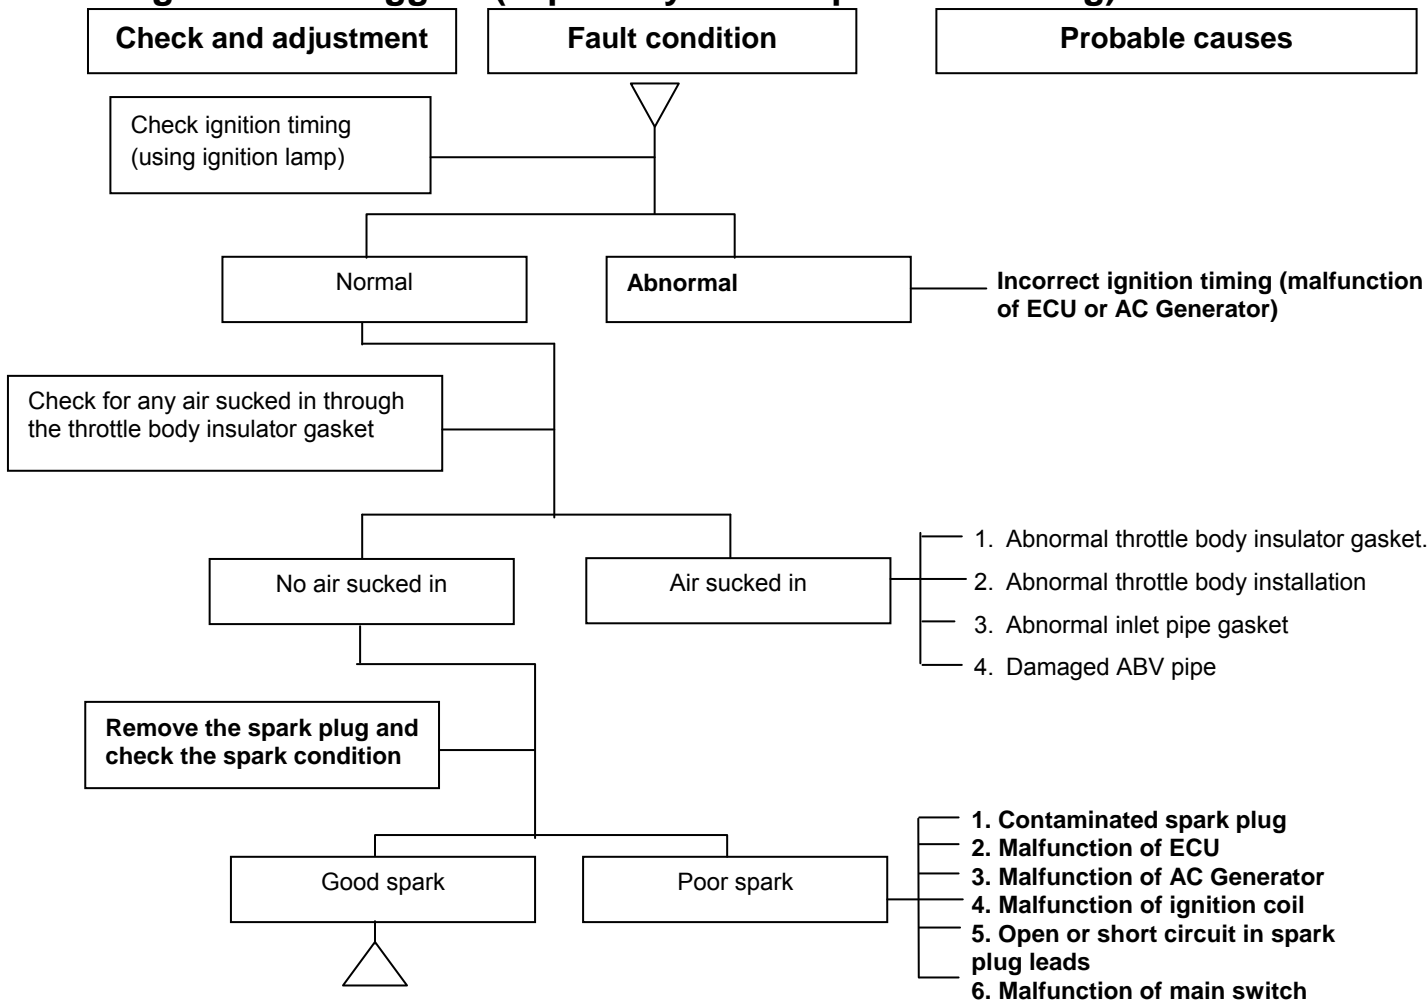 Check and adjustment
Fault condition
Probable causes
Check ignition timing
(using ignition lamp)
Normal
Abnormal
Incorrect ignition timing (malfunction
of ECU or AC Generator)
Check for any air sucked in through
the throttle body insulator gasket
No air sucked in
Air sucked in
1. Abnormal throttle body insulator gasket.
2. Abnormal throttle body installation
3. Abnormal inlet pipe gasket
4. Damaged ABV pipe
Remove the spark plug and
check the spark condition
Good spark
Poor spark
1. Contaminated spark plug
2. Malfunction of ECU
3. Malfunction of AC Generator
4. Malfunction of ignition coil
5. Open or short circuit in spark
plug leads
6. Malfunction of main switch